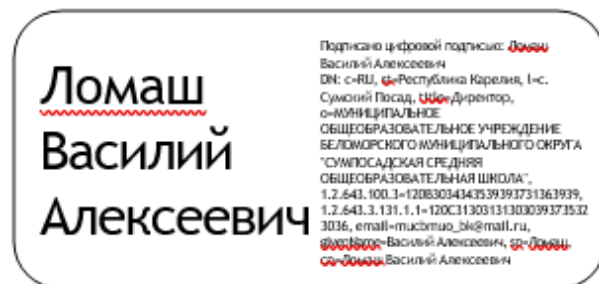 Ломаш
Василий
Алексеевич
Подписано цифровой подписью: Ломаш
Василий Алексеевич
DN: c=RU, st=Республика Карелия, l=с.
Сумский Посад, title=Директор,
o=МУНИЦИПАЛЬНОЕ
ОБЩЕОБРАЗОВАТЕЛЬНОЕ УЧРЕЖДЕНИЕ
БЕЛОМОРСКОГО МУНИЦИПАЛЬНОГО ОКРУГА
"СУМПОСАДСКАЯ СРЕДНЯЯ
ОБЩЕОБРАЗОВАТЕЛЬНАЯ ШКОЛА",
1.2.643.100.3=120B3034343539393731363939,
1.2.643.3.131.1.1=120C31303131303039373532
3036, email=mucbmuo_bk@mail.ru,
givenName=Василий Алексеевич, sn=Ломаш,
cn=Ломаш Василий Алексеевич